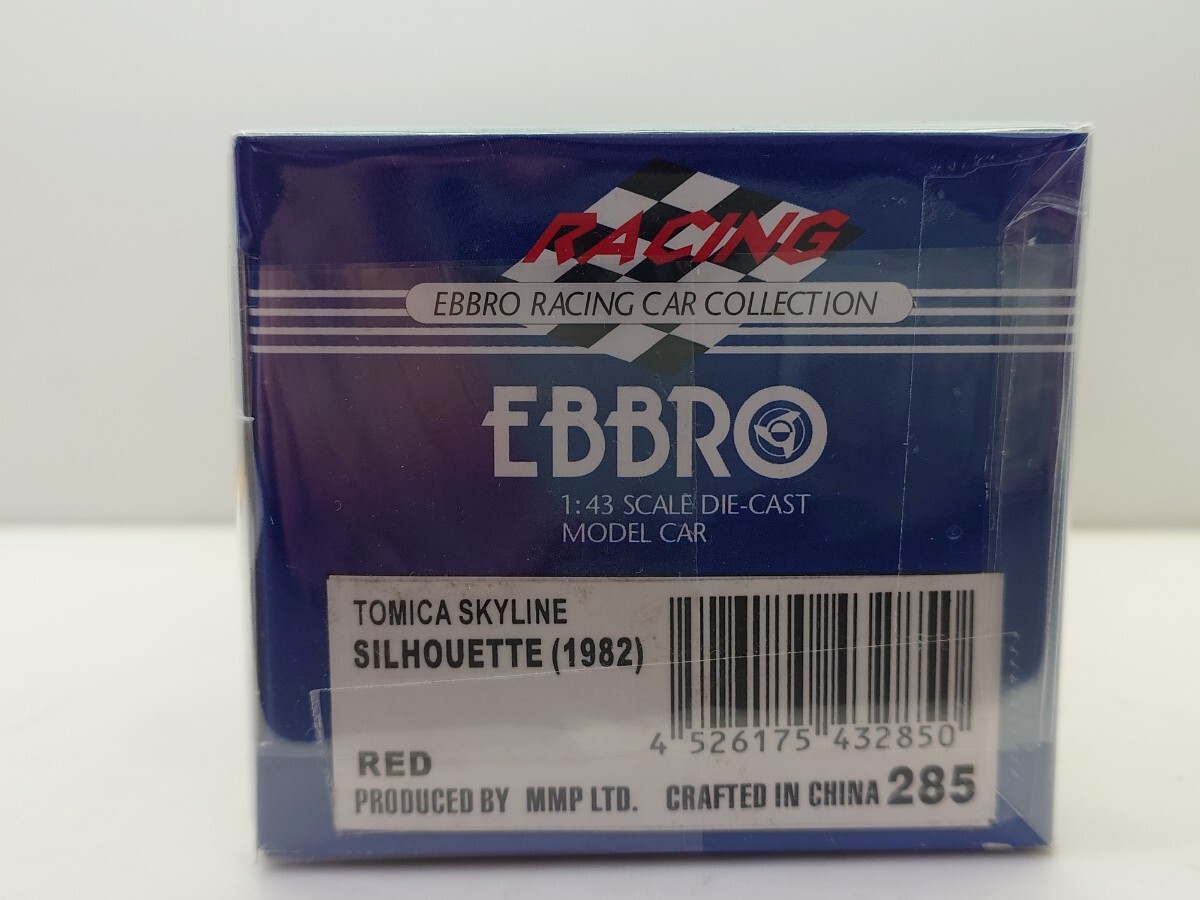 RACING
EBBRO RACING CAR COLLECTION
EBBRO
1:43 SCALE DIE-CAST
MODEL CAR
TOMICA SKYLINE
SILHOUETTE (1982)
4 526175 432850
RED
PRODUCED BY MMP LTD. CRAFTED IN CHINA 285